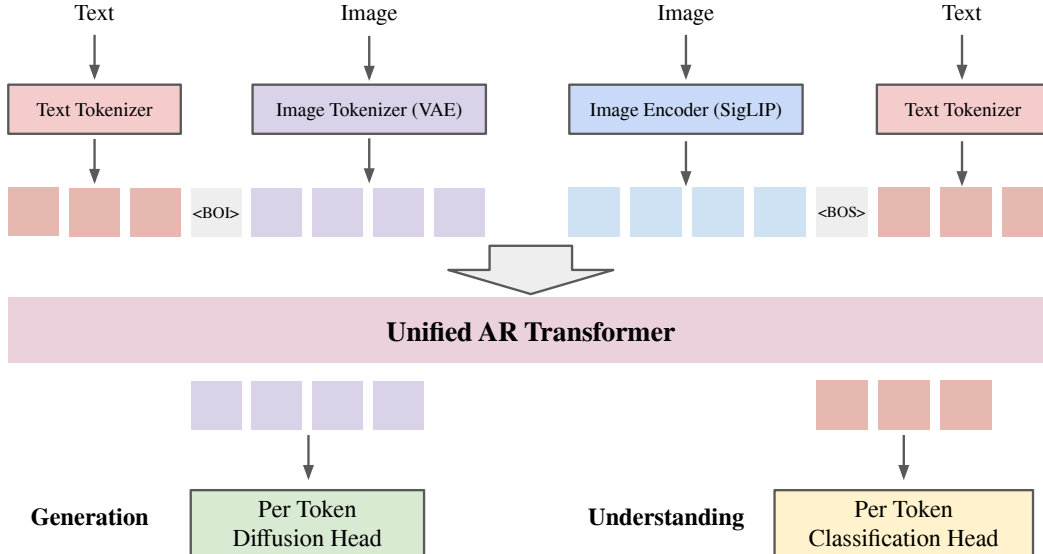 Text
Image
Image
Text
Text Tokenizer
Image Tokenizer (VAE)
Image Encoder (SigLIP)
Text Tokenizer
<BOI>
<BOS>
Unified AR Transformer
Generation
Per Token
Diffusion Head
Understanding
Per Token
Classification Head